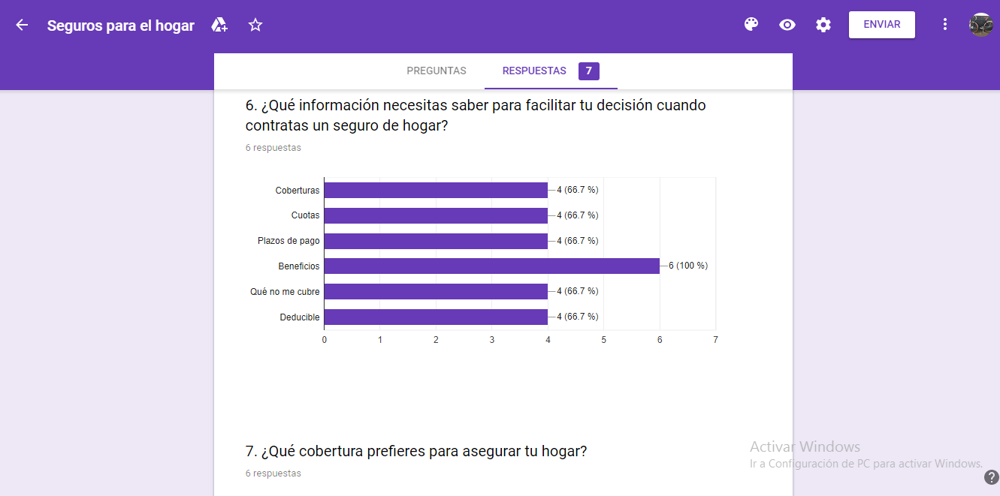 Seguros para el hogar
ENVIAR
PREGUNTAS
RESPUESTAS 7
6. ¿Qué información necesitas saber para facilitar tu decisión cuando
contratas un seguro de hogar?
6 respuestas
Coberturas 4 (66.7 %)
Cuotas 4 (66.7 %)
Plazos de pago 4 (66.7 %)
Beneficios 6 (100 %)
Qué no me cubre 4 (66.7 %)
Deducible 4 (66.7 %)
0 1 2 3 4 5 6 7
7. ¿Qué cobertura prefieres para asegurar tu hogar?
6 respuestas
Activar Windows
Ir a Configuración de PC para activar Windows.
?